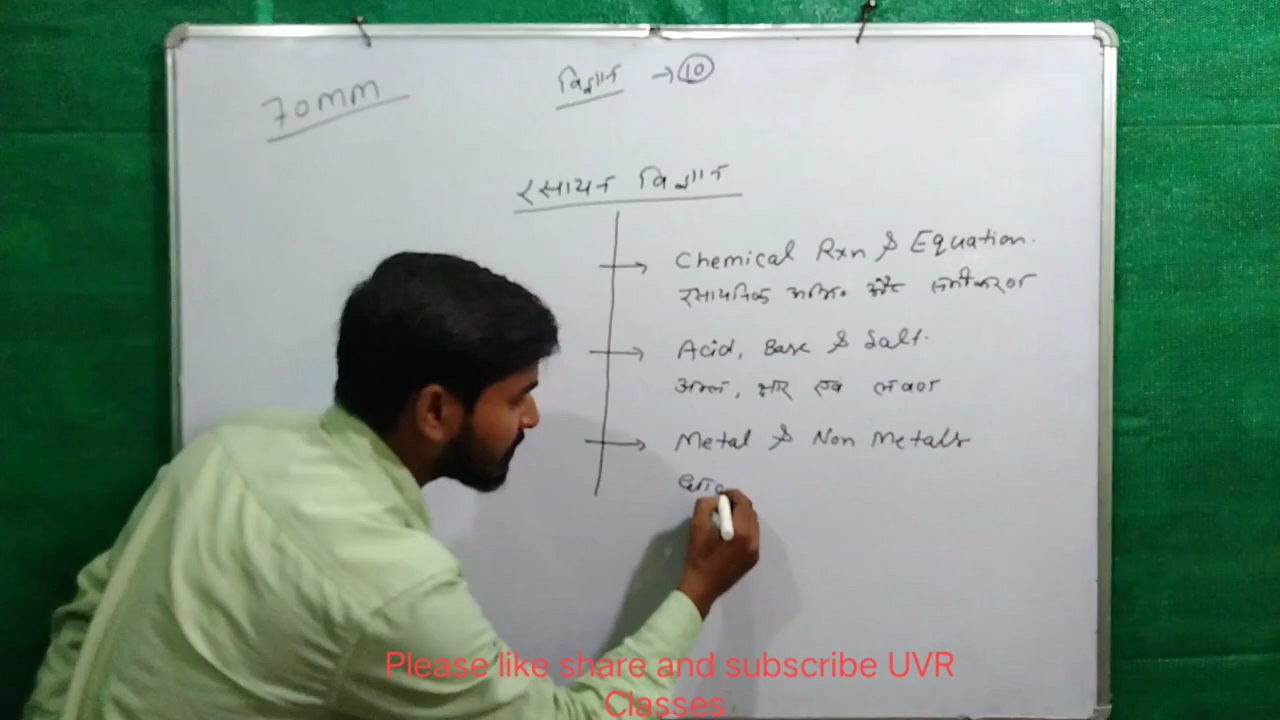 70mm
विज्ञान → 10
रसायन विज्ञान
→ Chemical Rxn & Equation.
रसायनिक अभि० और समीकरण
→ Acid, Base & Salt.
अम्ल, क्षार एवं लवण
→ Metal & Non Metals
धात
Please like share and subscribe UVR
Classes